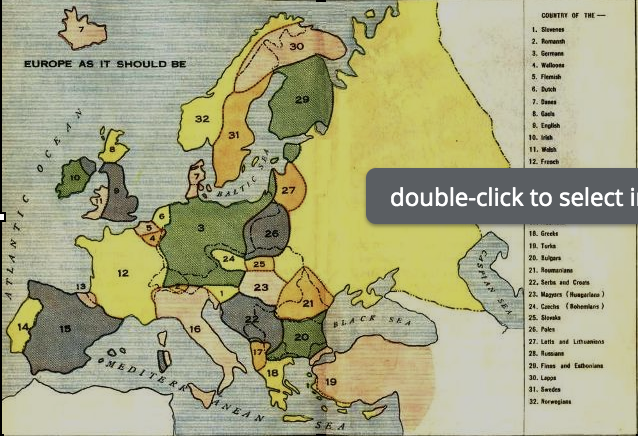 EUROPE AS IT SHOULD BE
COUNTRY OF THE —
1. Slovenes
2. Romansh
3. Germans
4. Walloons
5. Flemish
6. Dutch
7. Danes
8. Gaels
9. English
10. Irish
11. Welsh
12. French
double-click to select i
18. Greeks
19. Turks
20. Bulgars
21. Roumanians
22. Serbs and Croats
23. Magyars (Hungarians)
24. Czechs (Bohemians)
25. Slovaks
26. Poles
27. Letts and Lithuanians
28. Russians
29. Finns and Esthonians
30. Lapps
31. Swedes
32. Norwegians
ATLANTIC OCEAN
BALTIC SEA
BLACK SEA
CASPIAN SEA
MEDITERRANEAN SEA
7
30
29
32
31
8
10
9
11
7
27
6
5
4
3
26
24
25
12
1
23
21
13
16
22
14
15
20
17
18
19